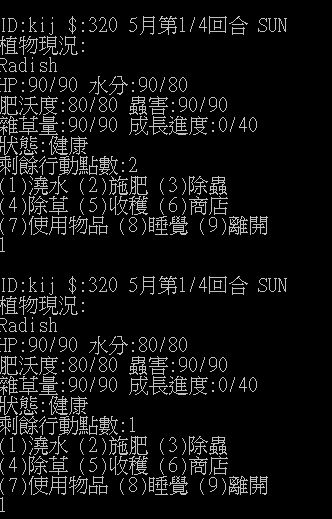 ID:kij $:320 5月第1/4回合 SUN
植物現況:
Radish
HP:90/90 水分:90/80
肥沃度:80/80 蟲害:90/90
雜草量:90/90 成長進度:0/40
狀態:健康
剩餘行動點數:2
(1)澆水 (2)施肥 (3)除蟲
(4)除草 (5)收穫 (6)商店
(7)使用物品 (8)睡覺 (9)離開
1
ID:kij $:320 5月第1/4回合 SUN
植物現況:
Radish
HP:90/90 水分:80/80
肥沃度:80/80 蟲害:90/90
雜草量:90/90 成長進度:0/40
狀態:健康
剩餘行動點數:1
(1)澆水 (2)施肥 (3)除蟲
(4)除草 (5)收穫 (6)商店
(7)使用物品 (8)睡覺 (9)離開
1